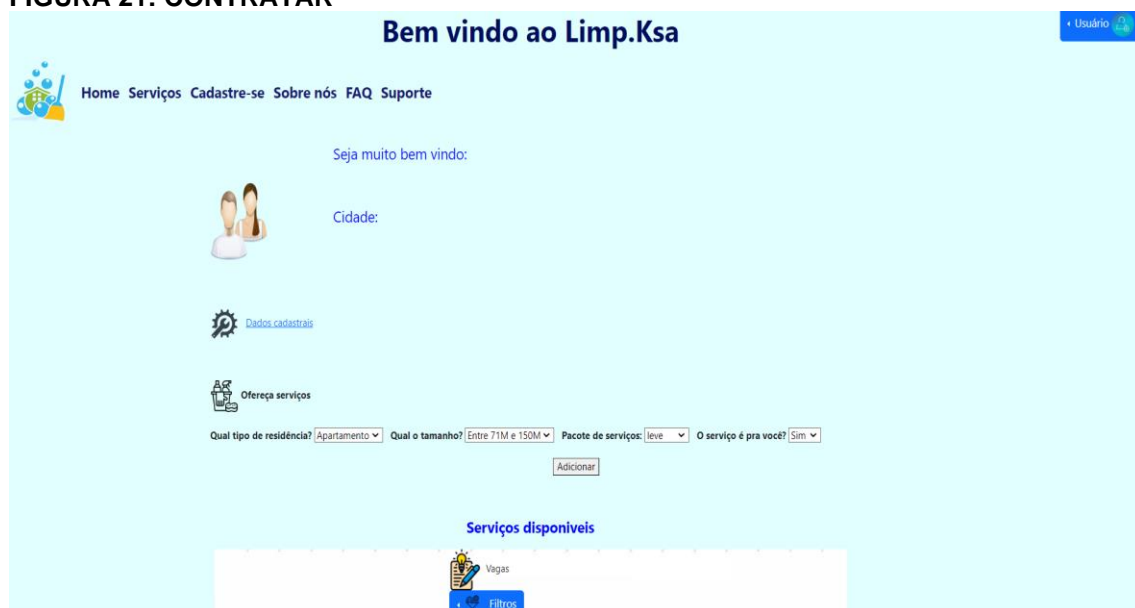 FIGURA 21: CONTRATAR
Bem vindo ao Limp.Ksa
Usuário
Home Serviços Cadastre-se Sobre nós FAQ Suporte
Seja muito bem vindo:
Cidade:
Dados cadastrais
Ofereça serviços
Qual tipo de residência? Apartamento Qual o tamanho? Entre 71M e 150M Pacote de serviços: leve O serviço é pra você? Sim
Adicionar
Serviços disponiveis
Vagas
Filtros